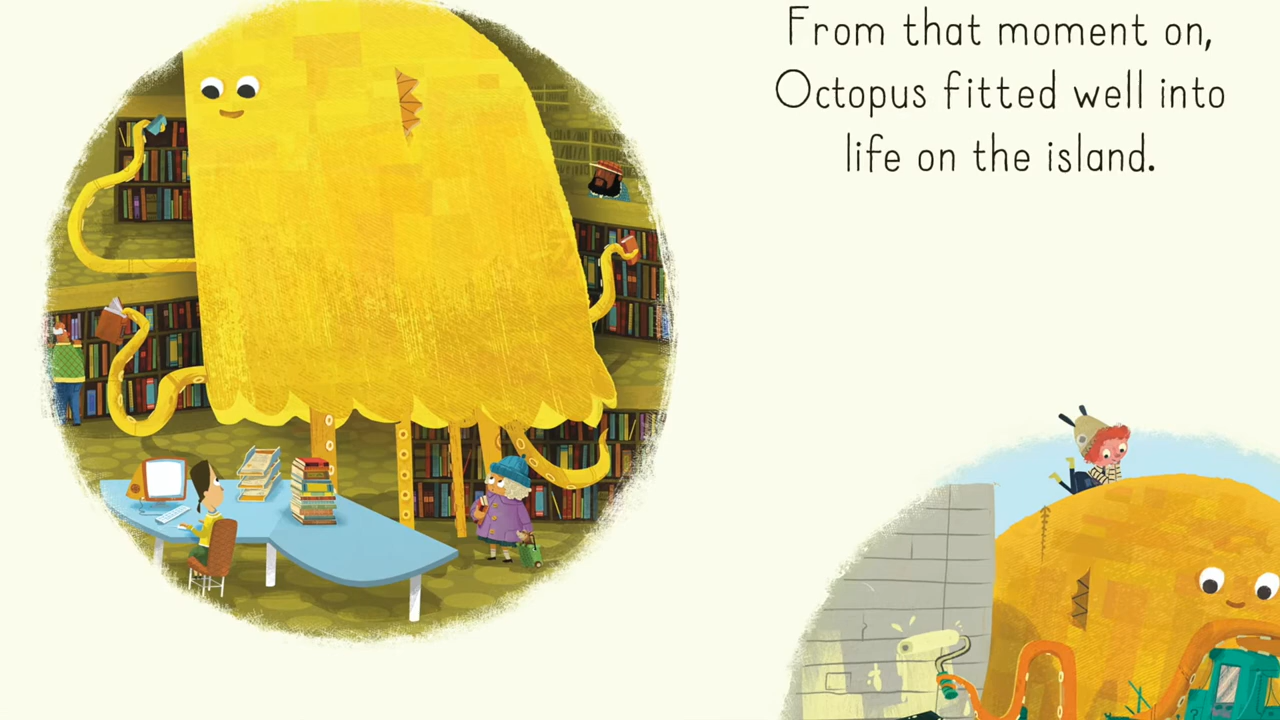 From that moment on,
Octopus fitted well into
life on the island.